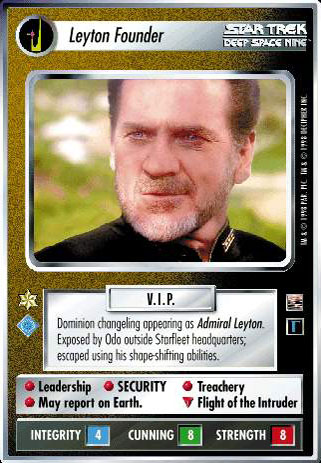 Leyton Founder
STAR TREK
DEEP SPACE NINE
TM & © 1998 PAR. PIC. TM & © 1998 DECIPHER INC.
V.I.P.
Dominion changeling appearing as Admiral Leyton.
Exposed by Odo outside Starfleet headquarters;
escaped using his shape-shifting abilities.
Leadership SECURITY Treachery
May report on Earth. Flight of the Intruder
INTEGRITY 4 CUNNING 8 STRENGTH 8